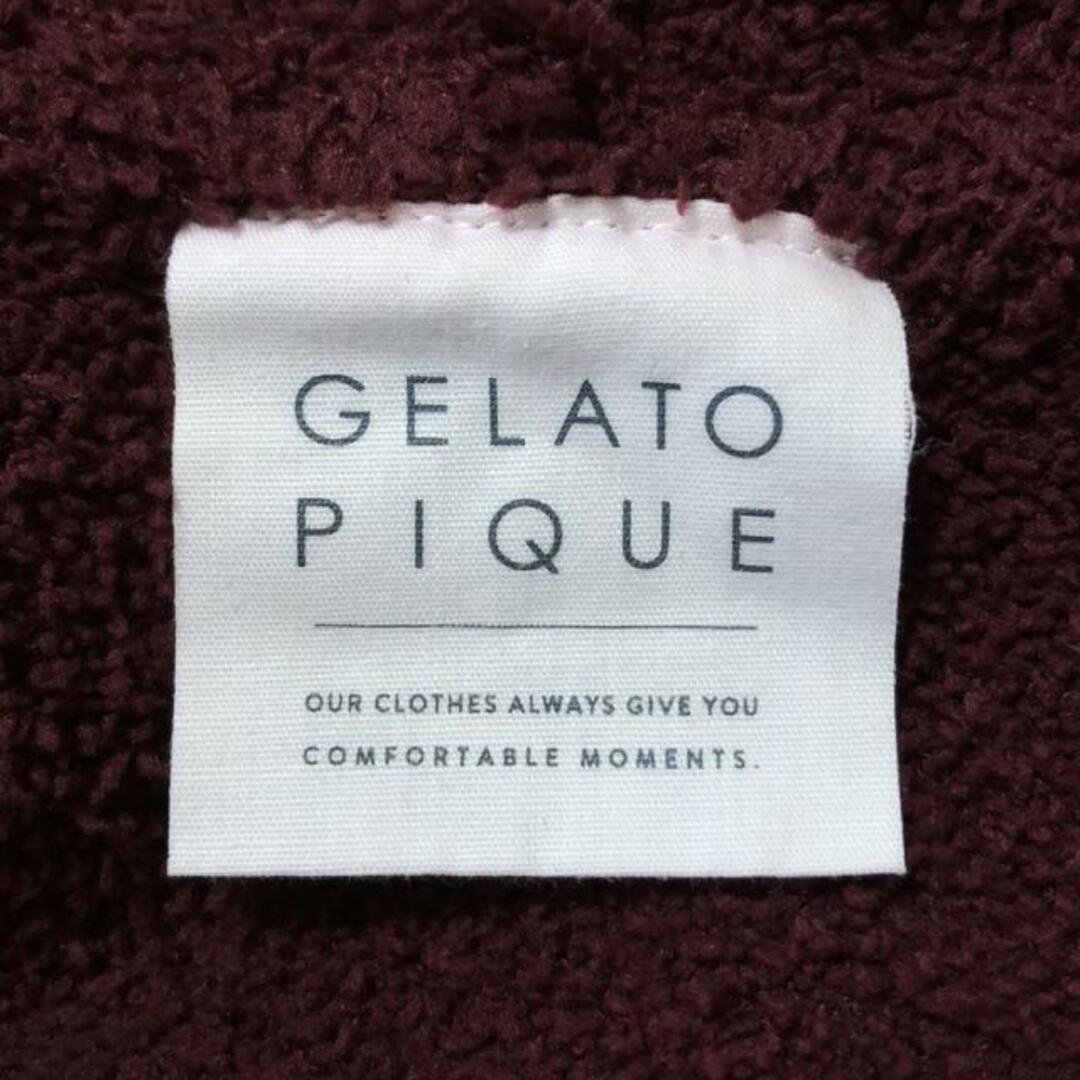 GELATO
PIQUE
OUR CLOTHES ALWAYS GIVE YOU
COMFORTABLE MOMENTS.